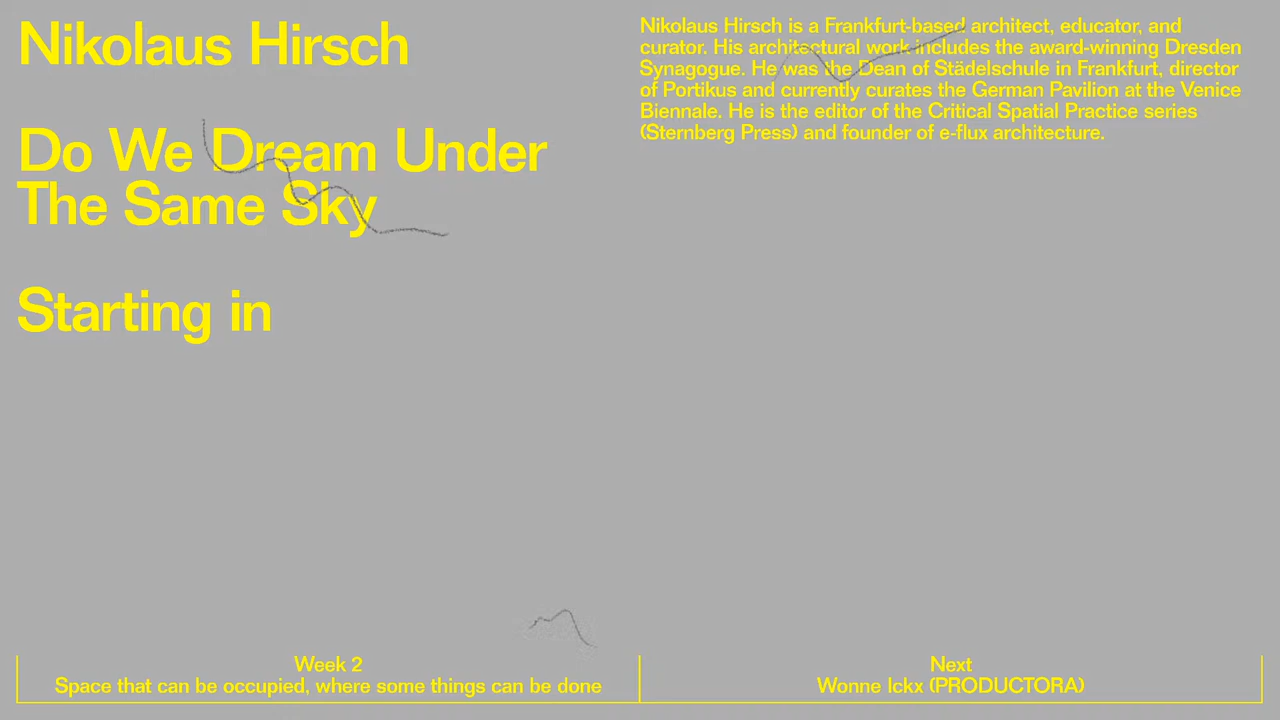 Nikolaus Hirsch
Do We Dream Under
The Same Sky
Starting in
Nikolaus Hirsch is a Frankfurt-based architect, educator, and
curator. His architectural work includes the award-winning Dresden
Synagogue. He was the Dean of Städelschule in Frankfurt, director
of Portikus and currently curates the German Pavilion at the Venice
Biennale. He is the editor of the Critical Spatial Practice series
(Sternberg Press) and founder of e-flux architecture.
Week 2
Space that can be occupied, where some things can be done
Next
Wonne Ickx (PRODUCTORA)